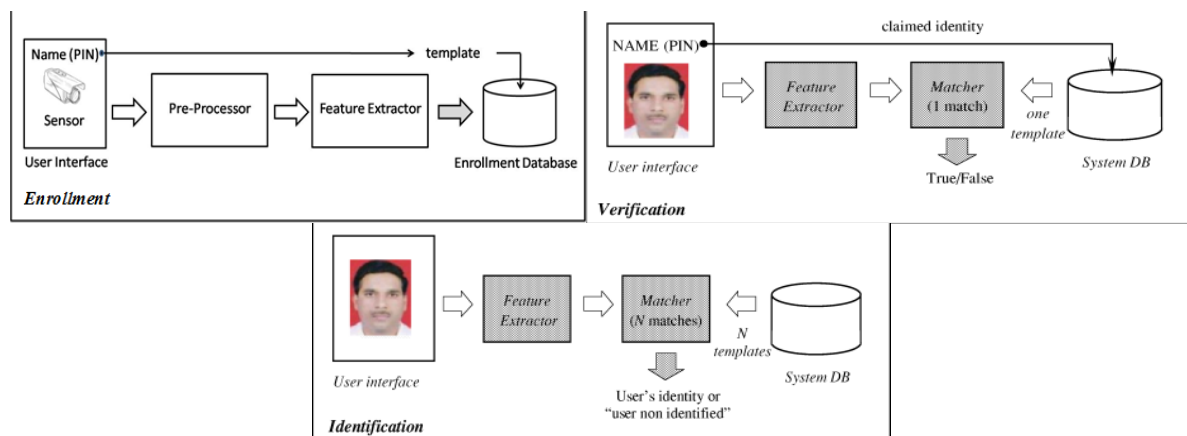 Name (PIN)
template
Sensor
Pre-Processor
Feature Extractor
User Interface
Enrollment Database
Enrollment
claimed identity
NAME (PIN)
Feature
Extractor
Matcher
(1 match)
one
template
User interface
System DB
True/False
Verification
Feature
Extractor
Matcher
(N matches)
N
templates
User interface
System DB
User's identity or
"user non identified"
Identification